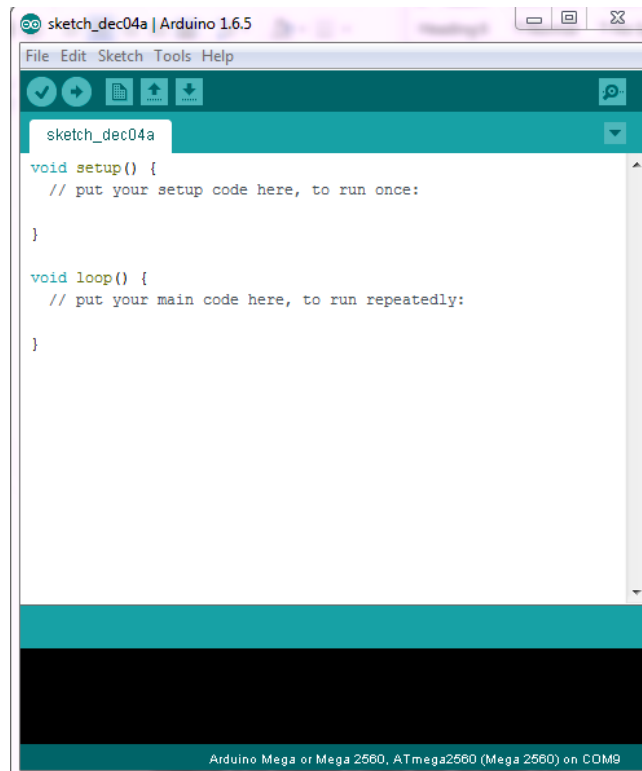 sketch_dec04a | Arduino 1.6.5
File Edit Sketch Tools Help
sketch_dec04a
void setup() {
  // put your setup code here, to run once:
}
void loop() {
  // put your main code here, to run repeatedly:
}
Arduino Mega or Mega 2560, ATmega2560 (Mega 2560) on COM9